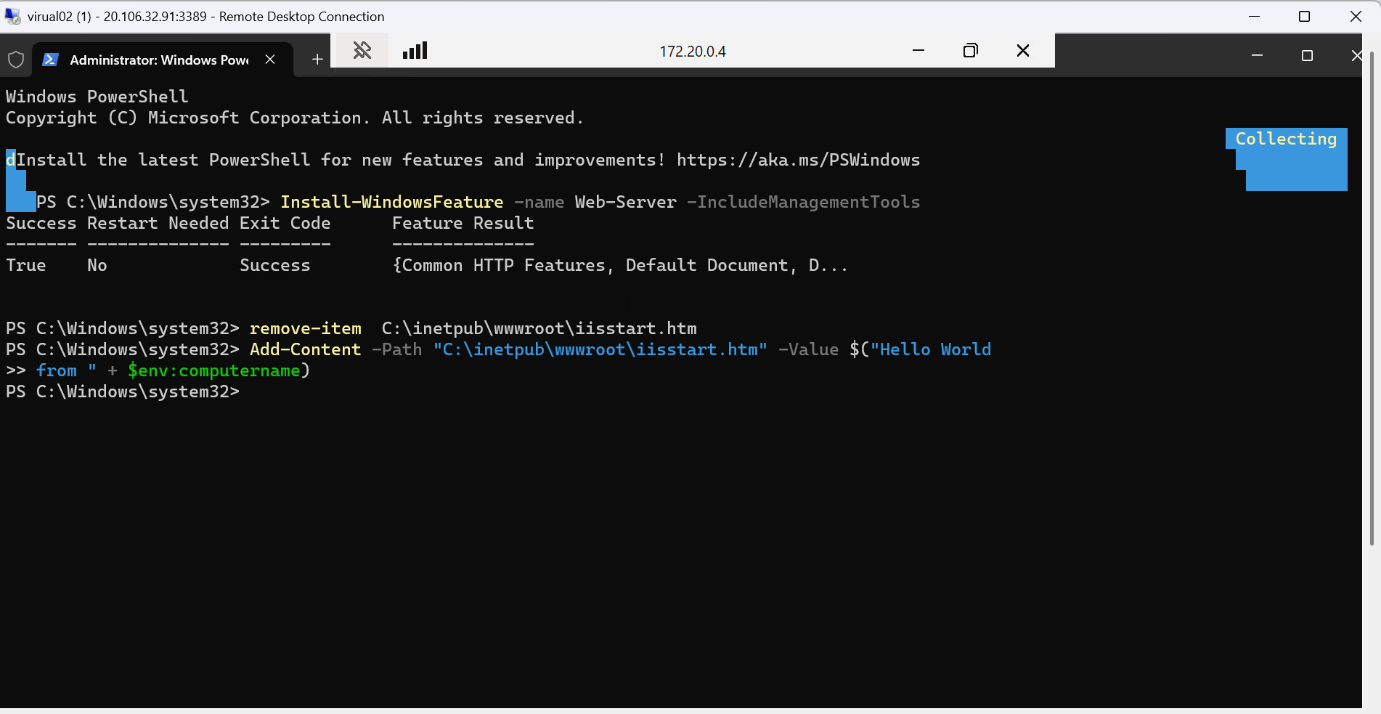 virual02 (1) - 20.106.32.91:3389 - Remote Desktop Connection
Administrator: Windows Pow
172.20.0.4
Windows PowerShell
Copyright (C) Microsoft Corporation. All rights reserved.
Collecting
dInstall the latest PowerShell for new features and improvements! https://aka.ms/PSWindows
PS C:\Windows\system32> Install-WindowsFeature -name Web-Server -IncludeManagementTools
Success Restart Needed Exit Code      Feature Result
------- -------------- ---------      --------------
True    No             Success        {Common HTTP Features, Default Document, D...
PS C:\Windows\system32> remove-item  C:\inetpub\wwwroot\iisstart.htm
PS C:\Windows\system32> Add-Content -Path "C:\inetpub\wwwroot\iisstart.htm" -Value $("Hello World
>> from " + $env:computername)
PS C:\Windows\system32>